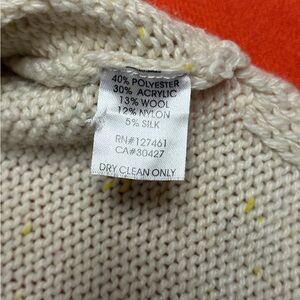 40% POLYESTER
30% ACRYLIC
13% WOOL
12% NYLON
5% SILK
RN#127461
CA#30427
DRY CLEAN ONLY